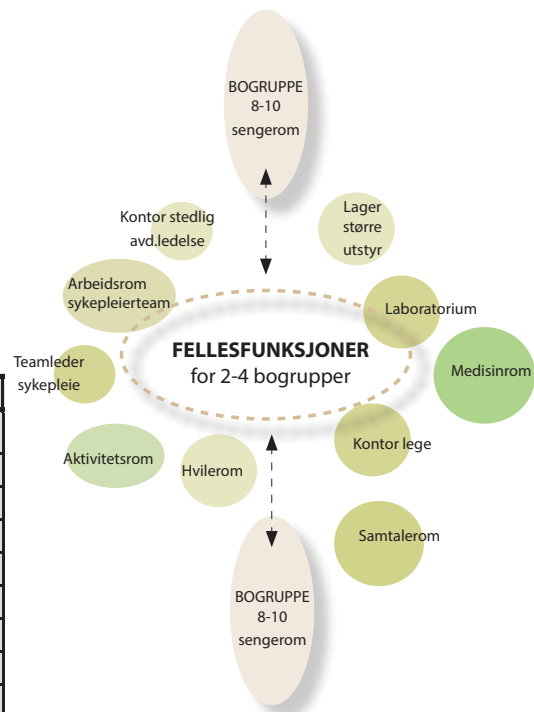 BOGRUPPE
8-10
sengerom
Kontor stedlig
avd.ledelse
Lager
større
utstyr
Arbeidsrom
sykepleierteam
Laboratorium
FELLESFUNKSJONER
for 2-4 bogrupper
Teamleder
sykepleie
Medisinrom
Aktivitetsrom
Hvilerom
Kontor lege
Samtalerom
BOGRUPPE
8-10
sengerom